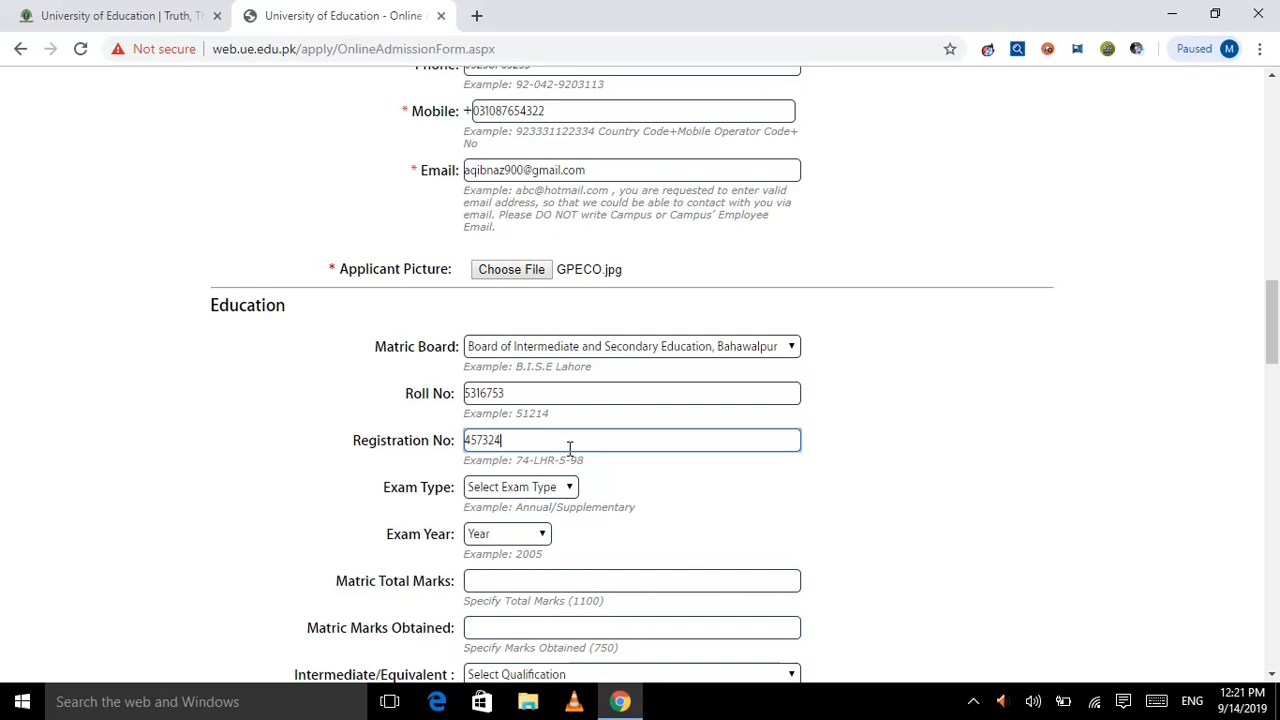 University of Education | Truth, Th
University of Education - Online A
Not secure
web.ue.edu.pk/apply/OnlineAdmissionForm.aspx
Paused
M
Example: 92-042-9203113
* Mobile: +031087654322
Example: 923331122334 Country Code+Mobile Operator Code+
No
* Email: aqibnaz900@gmail.com
Example: abc@hotmail.com , you are requested to enter valid
email address, so that we could be able to contact with you via
email. Please DO NOT write Campus or Campus' Employee
Email.
* Applicant Picture: Choose File GPECO.jpg
Education
Matric Board: Board of Intermediate and Secondary Education, Bahawalpur
Example: B.I.S.E Lahore
Roll No: 5316753
Example: 51214
Registration No: 457324
Example: 74-LHR-5-98
Exam Type: Select Exam Type
Example: Annual/Supplementary
Exam Year: Year
Example: 2005
Matric Total Marks:
Specify Total Marks (1100)
Matric Marks Obtained:
Specify Marks Obtained (750)
Intermediate/Equivalent : Select Qualification
Search the web and Windows
ENG
12:21 PM
9/14/2019